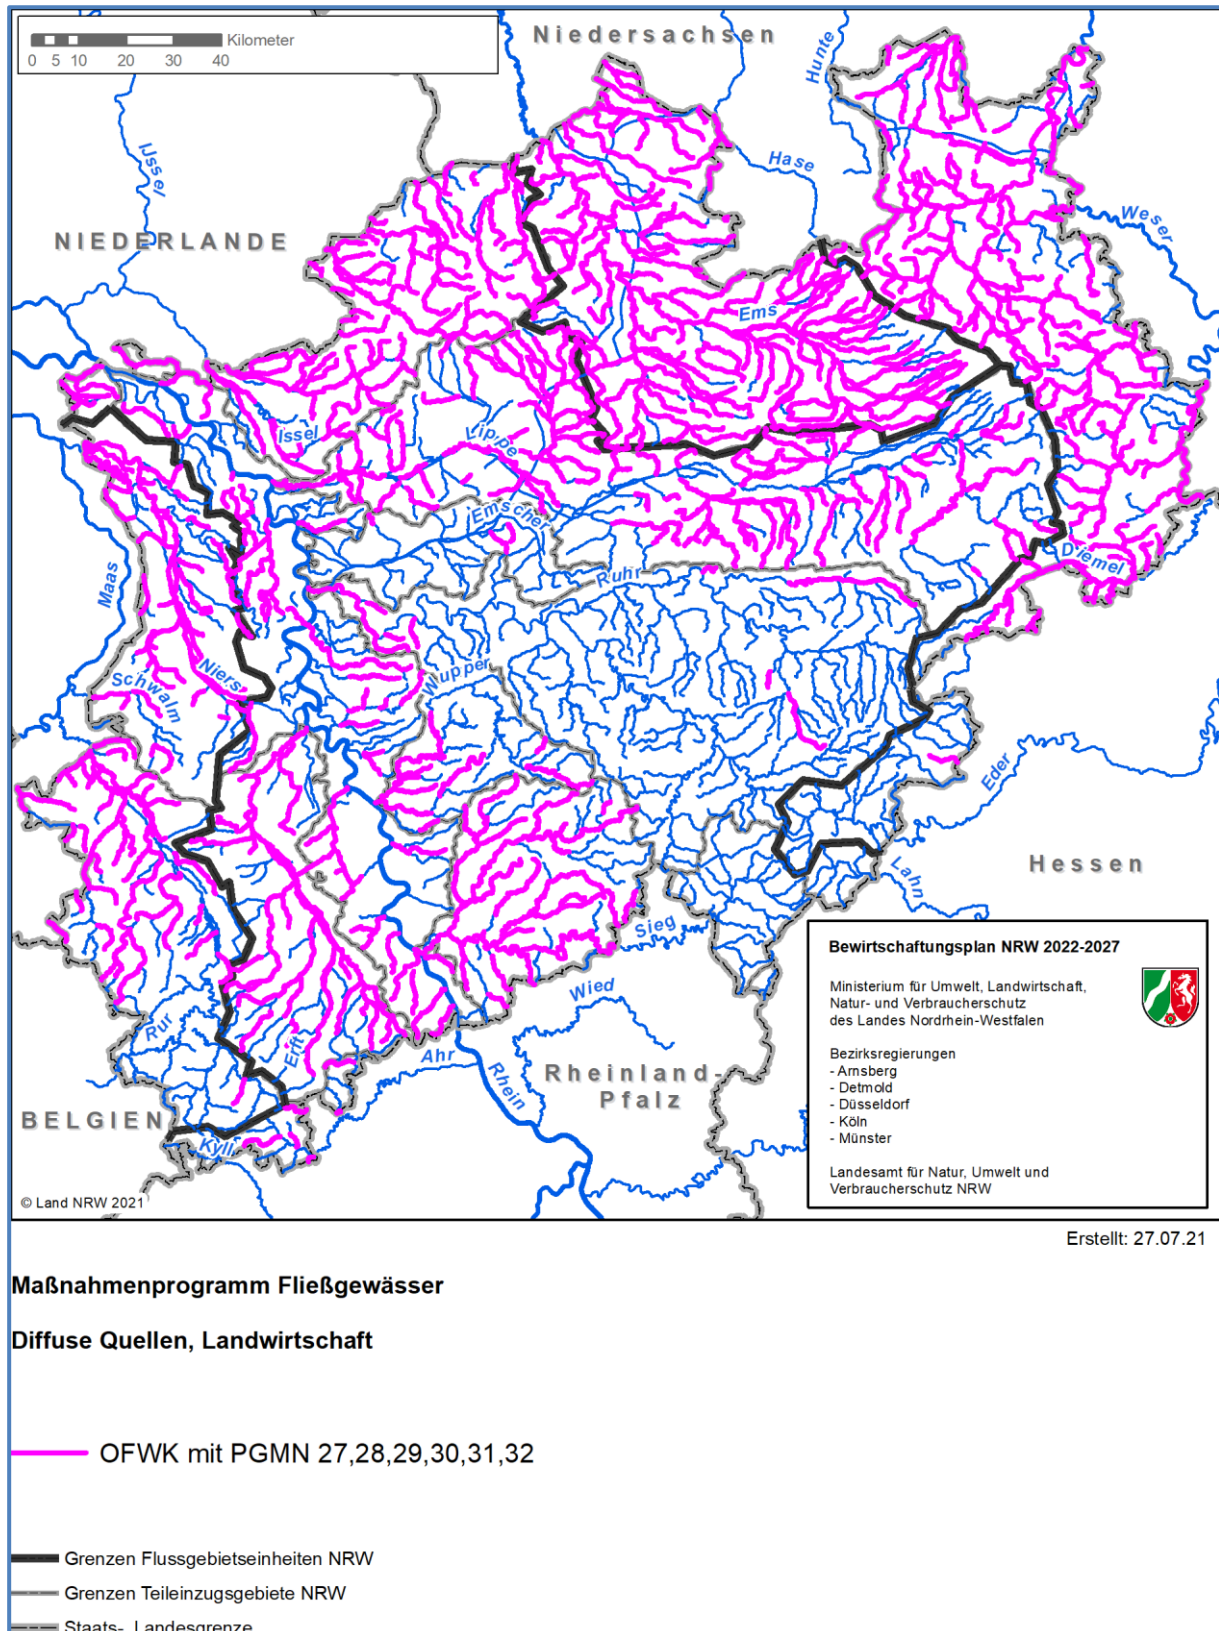 Kilometer
0 5 10 20 30 40
Niedersachsen
Hunte
IJssel
Hase
Weser
NIEDERLANDE
Ems
Issel
Lippe
Emscher
Maas
Diemel
Ruhr
Niers
Schwalm
Wupper
Eder
Hessen
Lahn
Sieg
Wied
Rur
Erft
Ahr
Rhein
Rheinland-
Pfalz
BELGIEN
Kyll
© Land NRW 2021
Bewirtschaftungsplan NRW 2022-2027
Ministerium für Umwelt, Landwirtschaft,
Natur- und Verbraucherschutz
des Landes Nordrhein-Westfalen
Bezirksregierungen
- Arnsberg
- Detmold
- Düsseldorf
- Köln
- Münster
Landesamt für Natur, Umwelt und
Verbraucherschutz NRW
Erstellt: 27.07.21
Maßnahmenprogramm Fließgewässer
Diffuse Quellen, Landwirtschaft
OFWK mit PGMN 27,28,29,30,31,32
Grenzen Flussgebietseinheiten NRW
Grenzen Teileinzugsgebiete NRW
Staats-, Landesgrenze